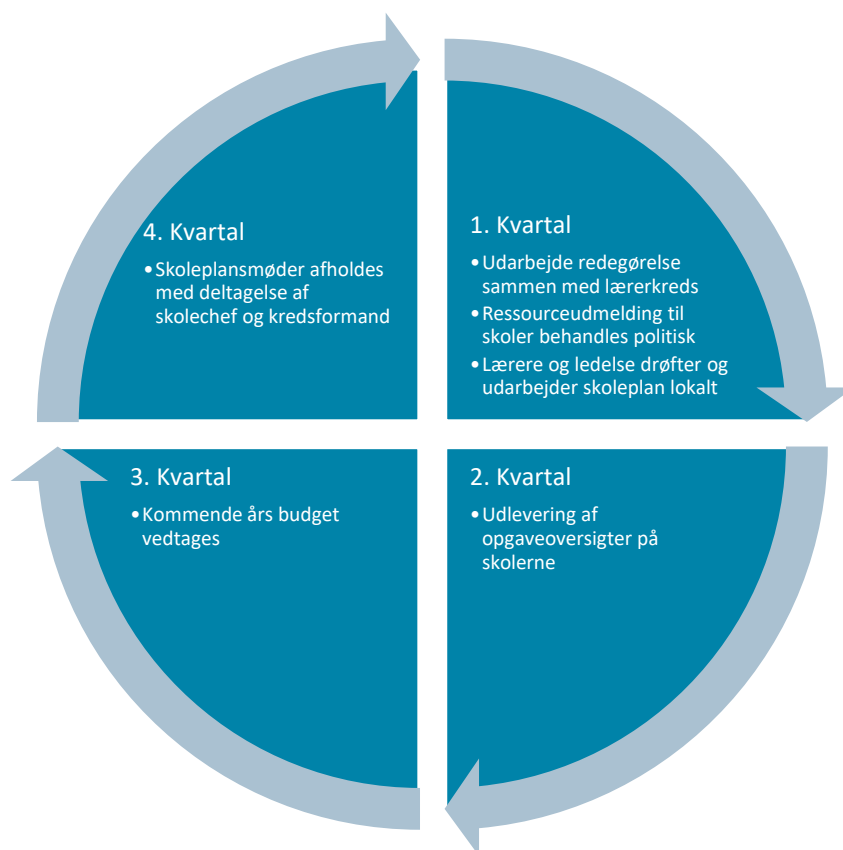 4. Kvartal
•Skoleplansmøder afholdes
med deltagelse af
skolechef og kredsformand
1. Kvartal
•Udarbejde redegørelse
sammen med lærerkreds
•Ressourceudmelding til
skoler behandles politisk
•Lærere og ledelse drøfter og
udarbejder skoleplan lokalt
3. Kvartal
•Kommende års budget
vedtages
2. Kvartal
•Udlevering af
opgaveoversigter på
skolerne